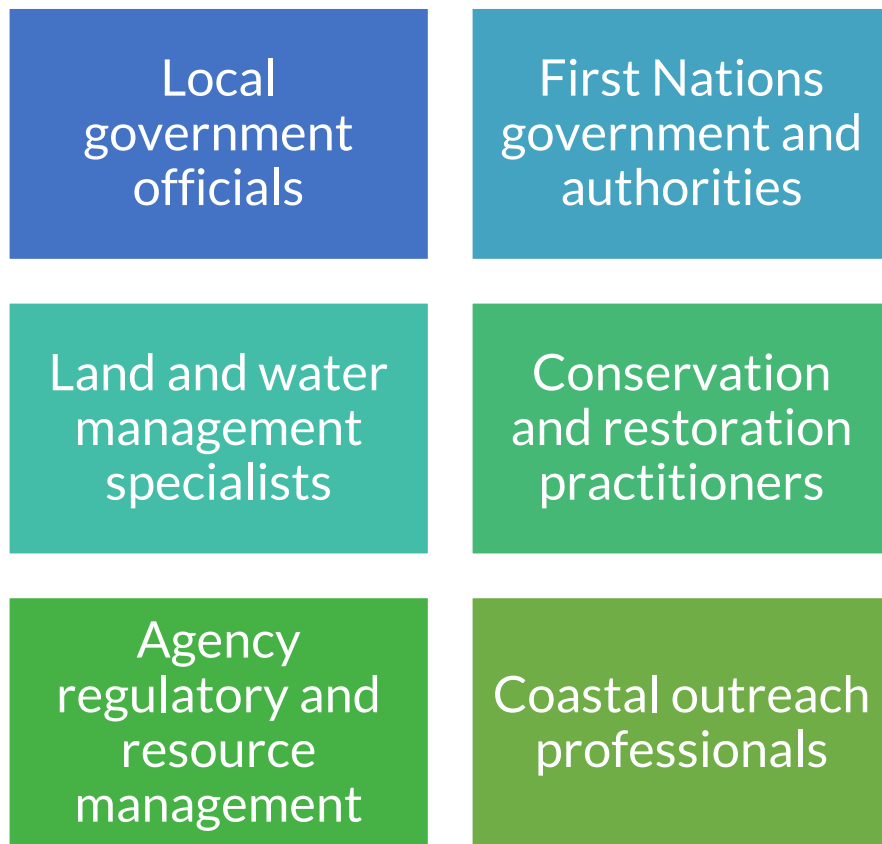 Local
government
officials
First Nations
government and
authorities
Land and water
management
specialists
Conservation
and restoration
practitioners
Agency
regulatory and
resource
management
Coastal outreach
professionals